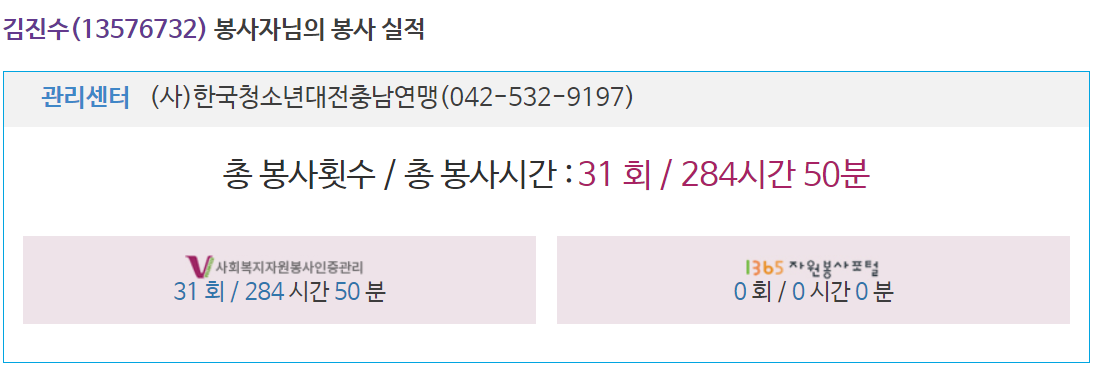 김진수(13576732) 봉사자님의 봉사 실적
관리센터 (사)한국청소년대전충남연맹(042-532-9197)
총 봉사횟수 / 총 봉사시간 : 31 회 / 284시간 50분
V 사회복지자원봉사인증관리
31 회 / 284 시간 50 분
1365 자원봉사포털
0 회 / 0 시간 0 분